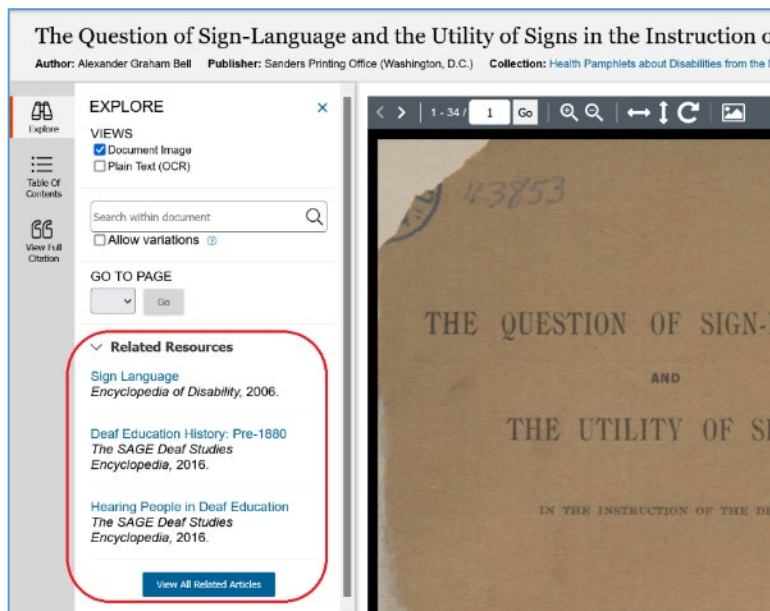 The Question of Sign-Language and the Utility of Signs in the Instruction o
Author: Alexander Graham Bell Publisher: Sanders Printing Office (Washington, D.C.) Collection: Health Pamphlets about Disabilities from the
Explore
Table Of
Contents
View Full
Citation
EXPLORE
VIEWS
Document Image
Plain Text (OCR)
Search within document
Allow variations
GO TO PAGE
Go
Related Resources
Sign Language
Encyclopedia of Disability, 2006.
Deaf Education History: Pre-1880
The SAGE Deaf Studies
Encyclopedia, 2016.
Hearing People in Deaf Education
The SAGE Deaf Studies
Encyclopedia, 2016.
View All Related Articles
1 - 34 / 1 Go
43853
THE QUESTION OF SIGN-
AND
THE UTILITY OF SI
IN THE INSTRUCTION OF THE DE